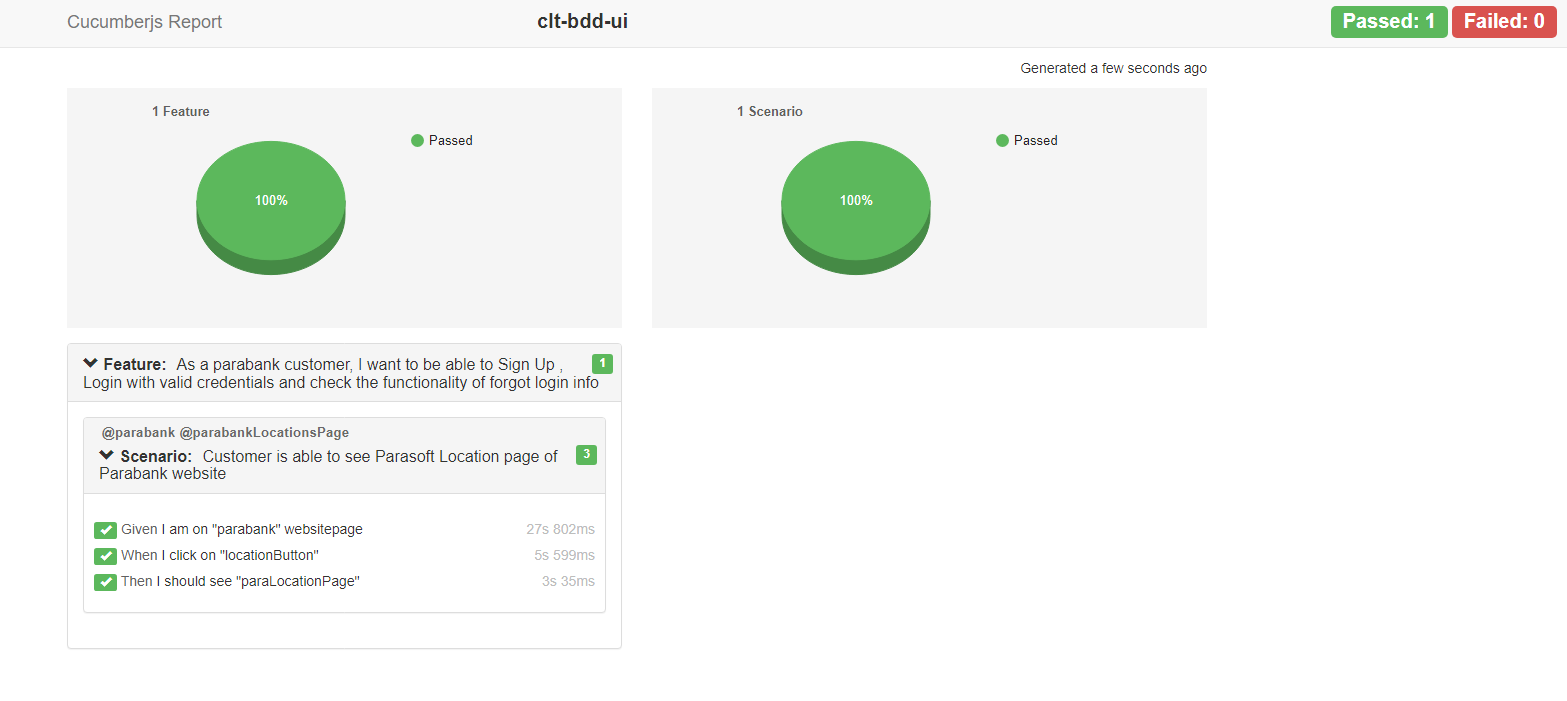 Cucumberjs Report
clt-bdd-ui
Passed: 1
Failed: 0
Generated a few seconds ago
1 Feature
Passed
100%
1 Scenario
Passed
100%
Feature: As a parabank customer, I want to be able to Sign Up ,
Login with valid credentials and check the functionality of forgot login info
1
@parabank @parabankLocationsPage
Scenario: Customer is able to see Parasoft Location page of
Parabank website
3
Given I am on "parabank" websitepage 27s 802ms
When I click on "locationButton" 5s 599ms
Then I should see "paraLocationPage" 3s 35ms